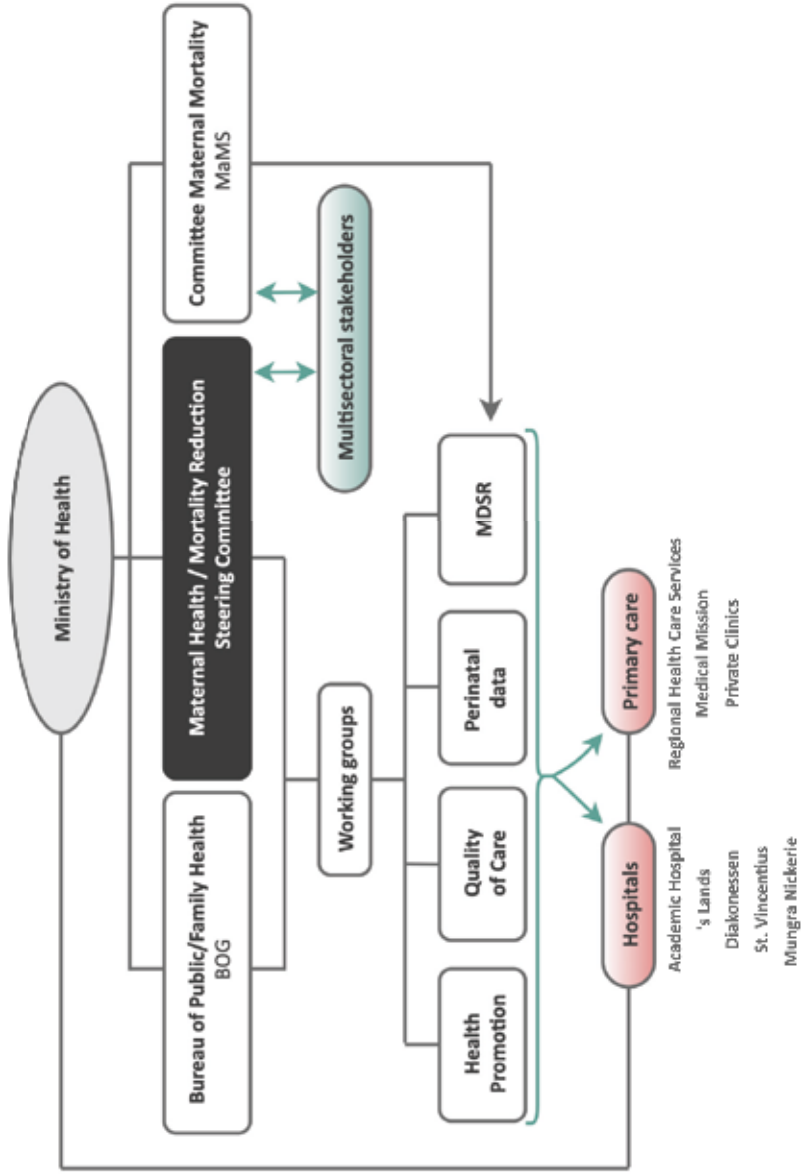 Ministry of Health
Bureau of Public/Family Health
BOG
Maternal Health / Mortality Reduction
Steering Committee
Committee Maternal Mortality
MaMS
Multisectoral stakeholders
Working groups
Health
Promotion
Quality
of Care
Perinatal
data
MDSR
Hospitals
Academic Hospital
's Lands
Diakonessen
St. Vincentius
Mungra Nickerie
Primary care
Regional Health Care Services
Medical Mission
Private Clinics